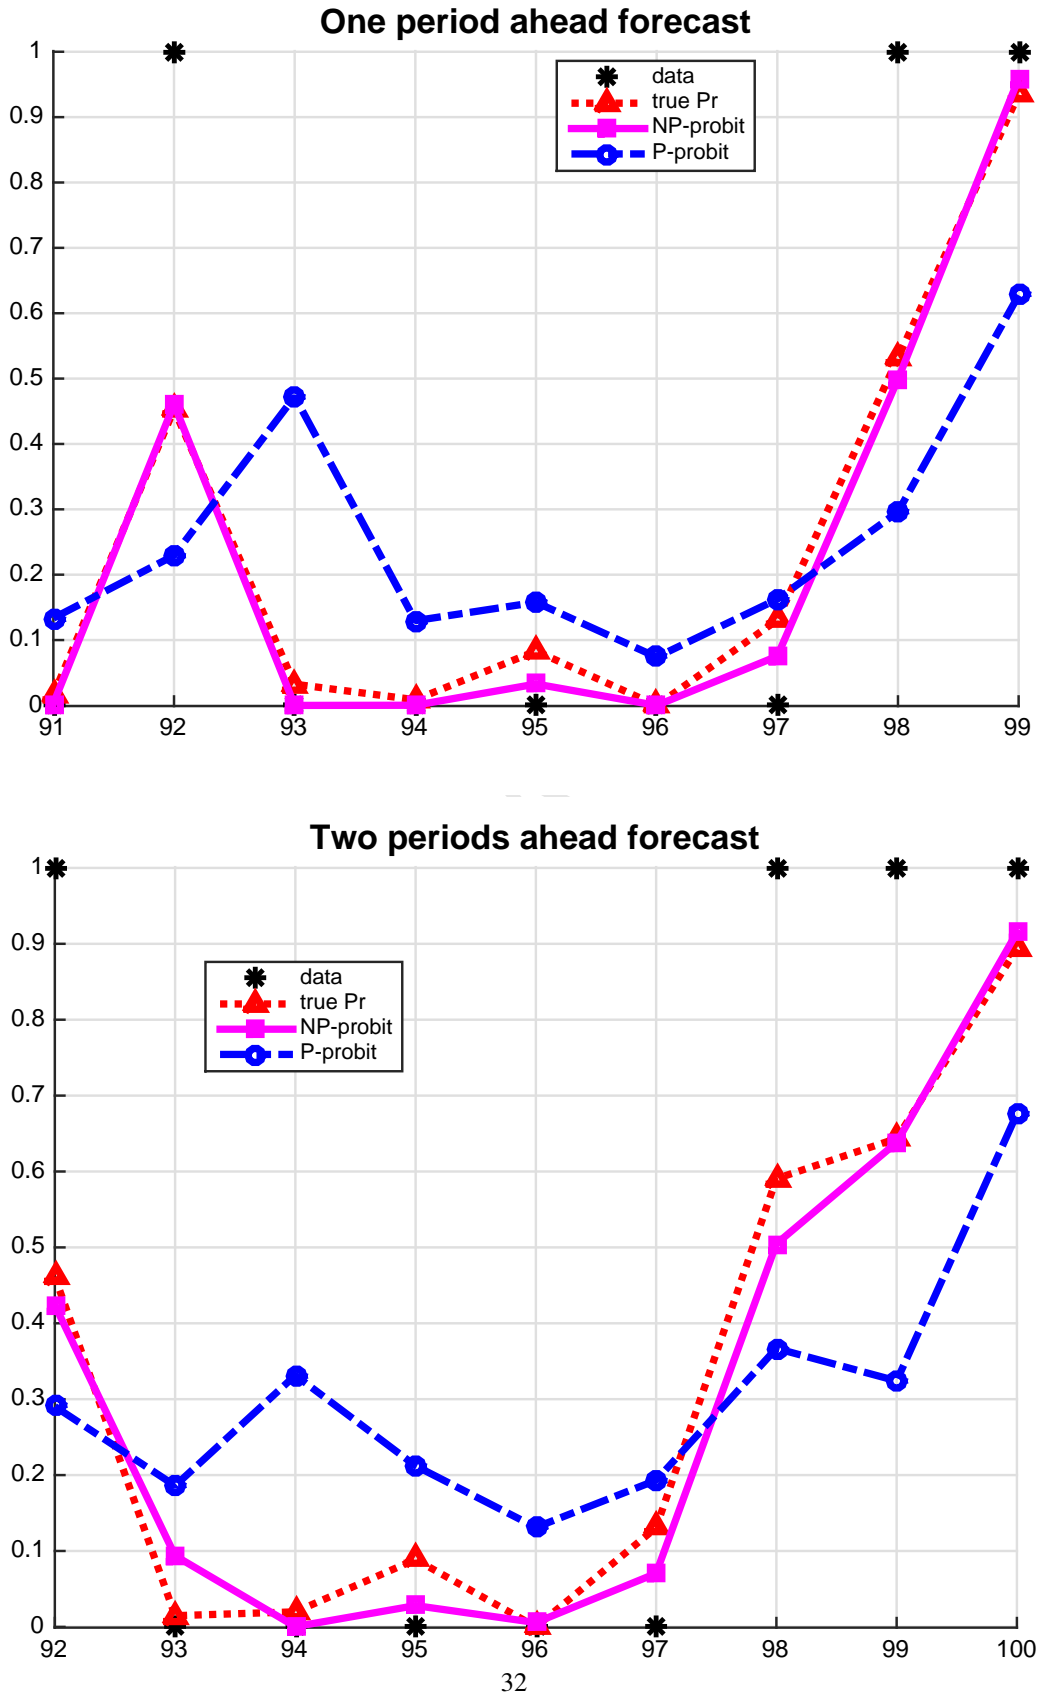 One period ahead forecast
1
0.9
0.8
0.7
0.6
0.5
0.4
0.3
0.2
0.1
0
data
true Pr
NP-probit
P-probit
91 92 93 94 95 96 97 98 99
Two periods ahead forecast
1
0.9
0.8
0.7
0.6
0.5
0.4
0.3
0.2
0.1
0
data
true Pr
NP-probit
P-probit
92 93 94 95 96 97 98 99 100
32